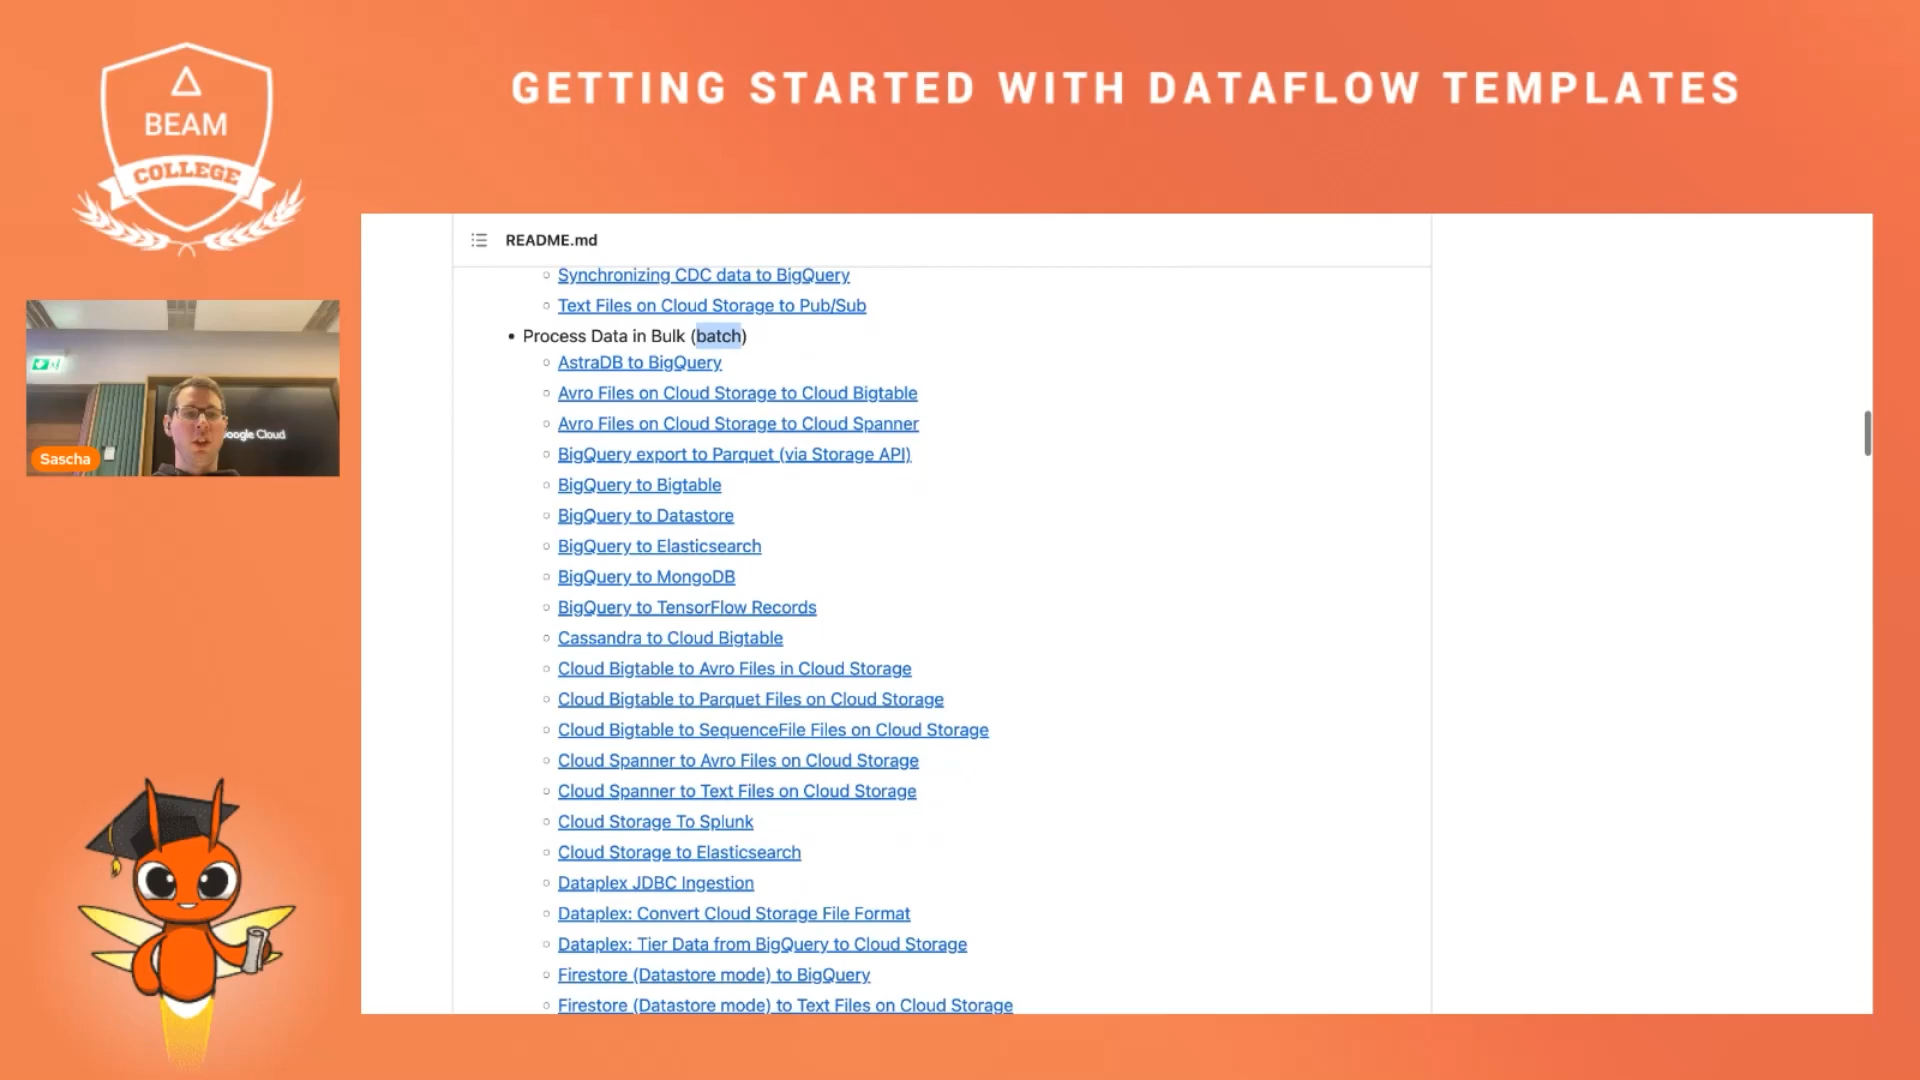 BEAM
COLLEGE
GETTING STARTED WITH DATAFLOW TEMPLATES
README.md
Synchronizing CDC data to BigQuery
Text Files on Cloud Storage to Pub/Sub
Process Data in Bulk (batch)
AstraDB to BigQuery
Avro Files on Cloud Storage to Cloud Bigtable
Avro Files on Cloud Storage to Cloud Spanner
BigQuery export to Parquet (via Storage API)
BigQuery to Bigtable
BigQuery to Datastore
BigQuery to Elasticsearch
BigQuery to MongoDB
BigQuery to TensorFlow Records
Cassandra to Cloud Bigtable
Cloud Bigtable to Avro Files in Cloud Storage
Cloud Bigtable to Parquet Files on Cloud Storage
Cloud Bigtable to SequenceFile Files on Cloud Storage
Cloud Spanner to Avro Files on Cloud Storage
Cloud Spanner to Text Files on Cloud Storage
Cloud Storage To Splunk
Cloud Storage to Elasticsearch
Dataplex JDBC Ingestion
Dataplex: Convert Cloud Storage File Format
Dataplex: Tier Data from BigQuery to Cloud Storage
Firestore (Datastore mode) to BigQuery
Firestore (Datastore mode) to Text Files on Cloud Storage
oogle Cloud
Sascha